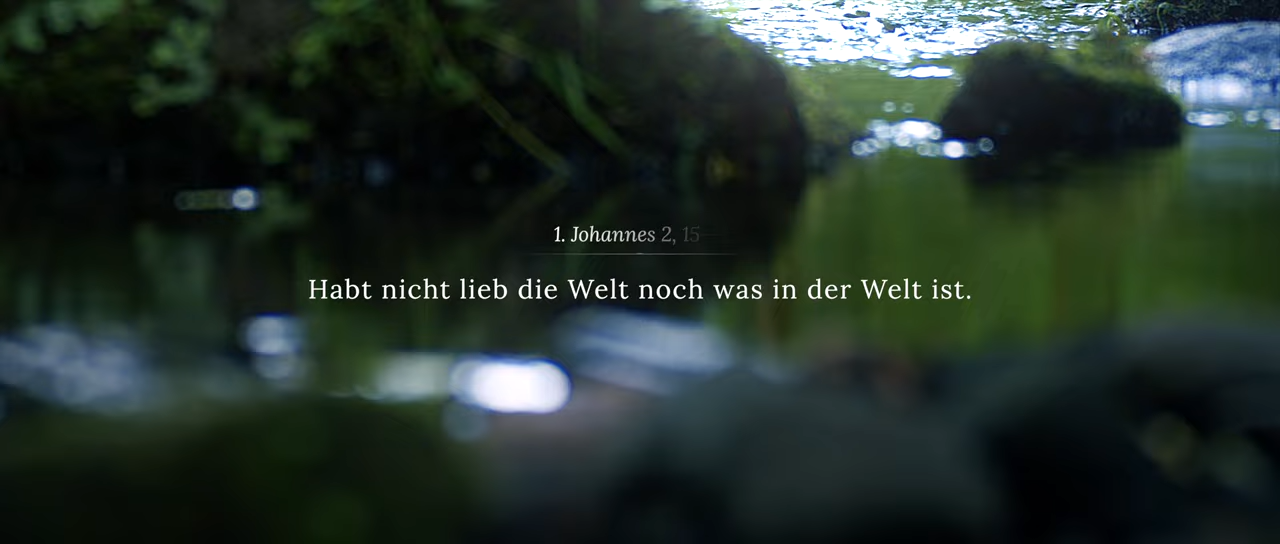 1. Johannes 2, 15
Habt nicht lieb die Welt noch was in der Welt ist.